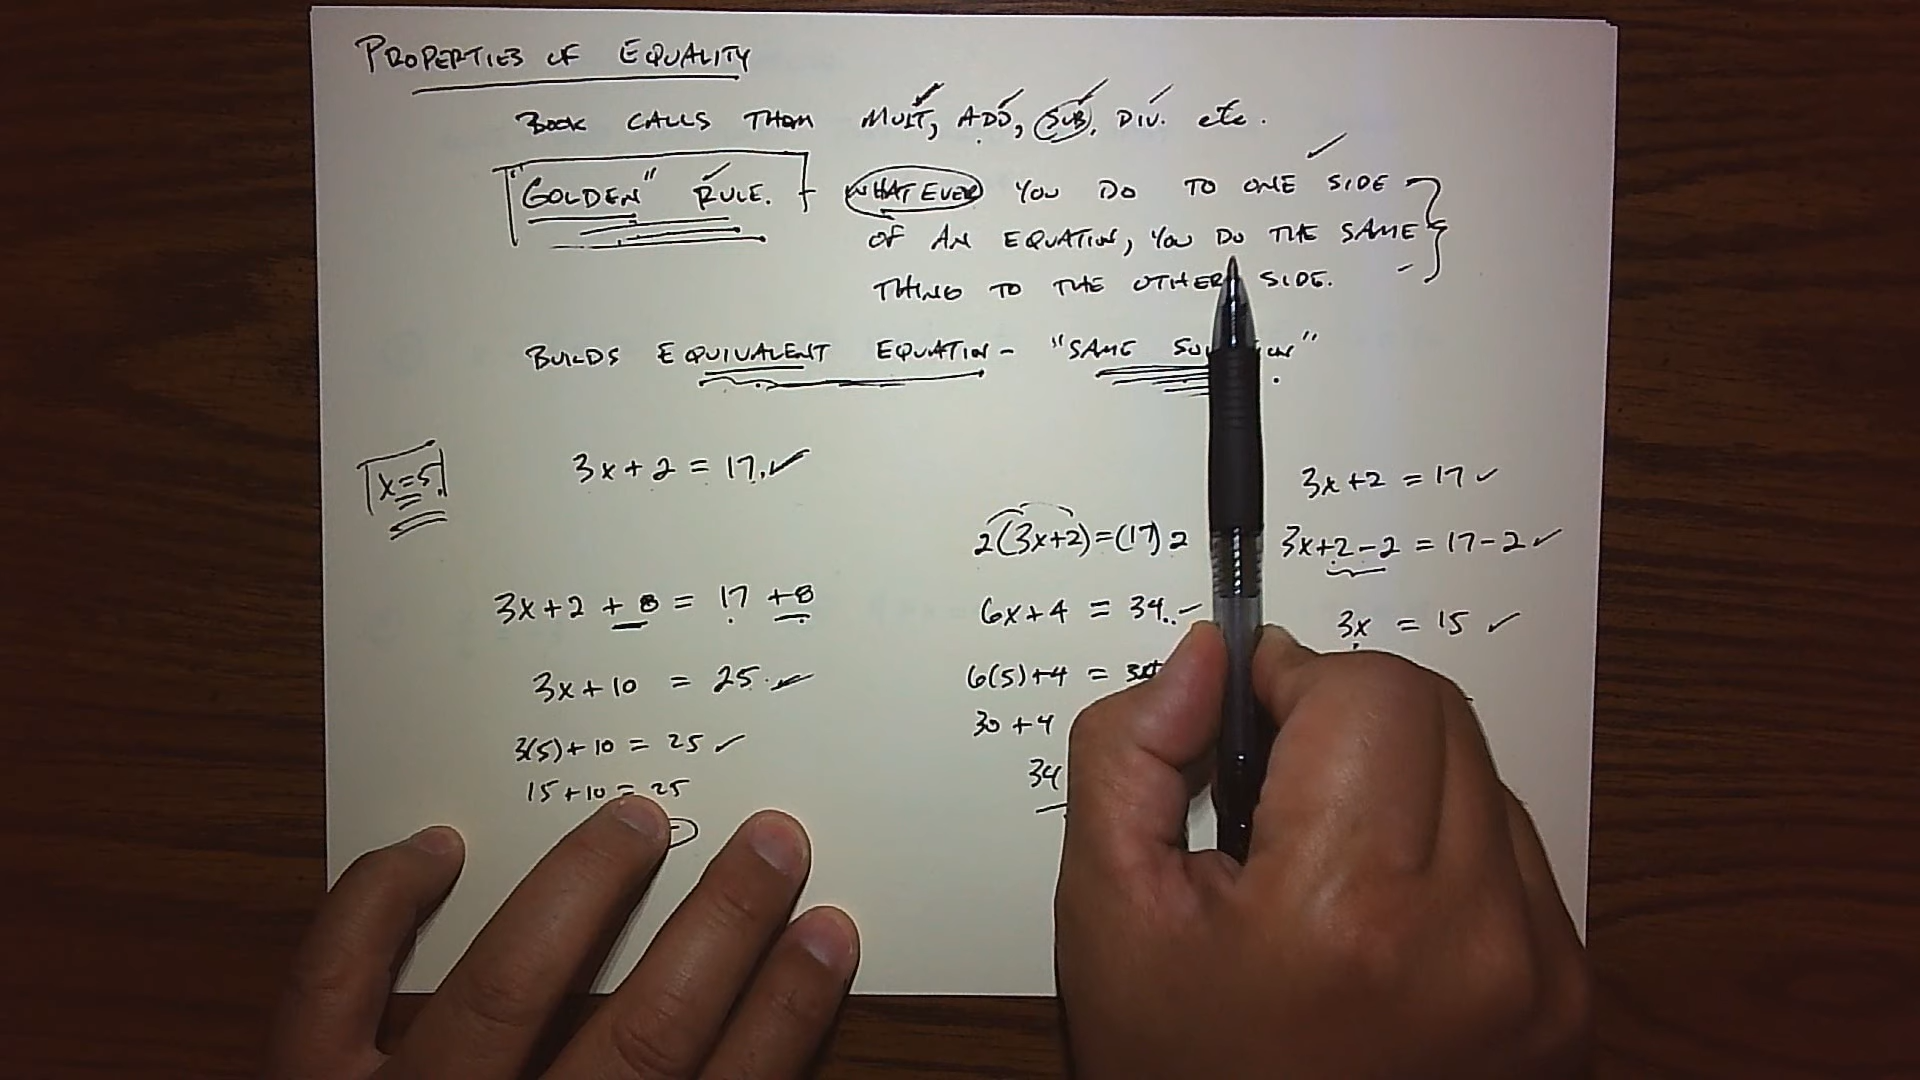 PROPERTIES OF EQUALITY
BOOK CALLS THEM MULT, ADD, SUB, DIV. etc.
"GOLDEN" RULE. - WHATEVER YOU DO TO ONE SIDE
OF AN EQUATION, YOU DO THE SAME
THING TO THE OTHER SIDE.
BUILDS EQUIVALENT EQUATION - "SAME
x=5
3x+2 = 17.
3x+2 +8 = 17 +8
3x+10 = 25.
3(5)+10 = 25
15+10 = 25
2(3x+2)=(17)2
6x+4 = 34.
6(5)+4 = 34
30+4
34
3x+2 = 17
3x+2-2 = 17-2
3x = 15